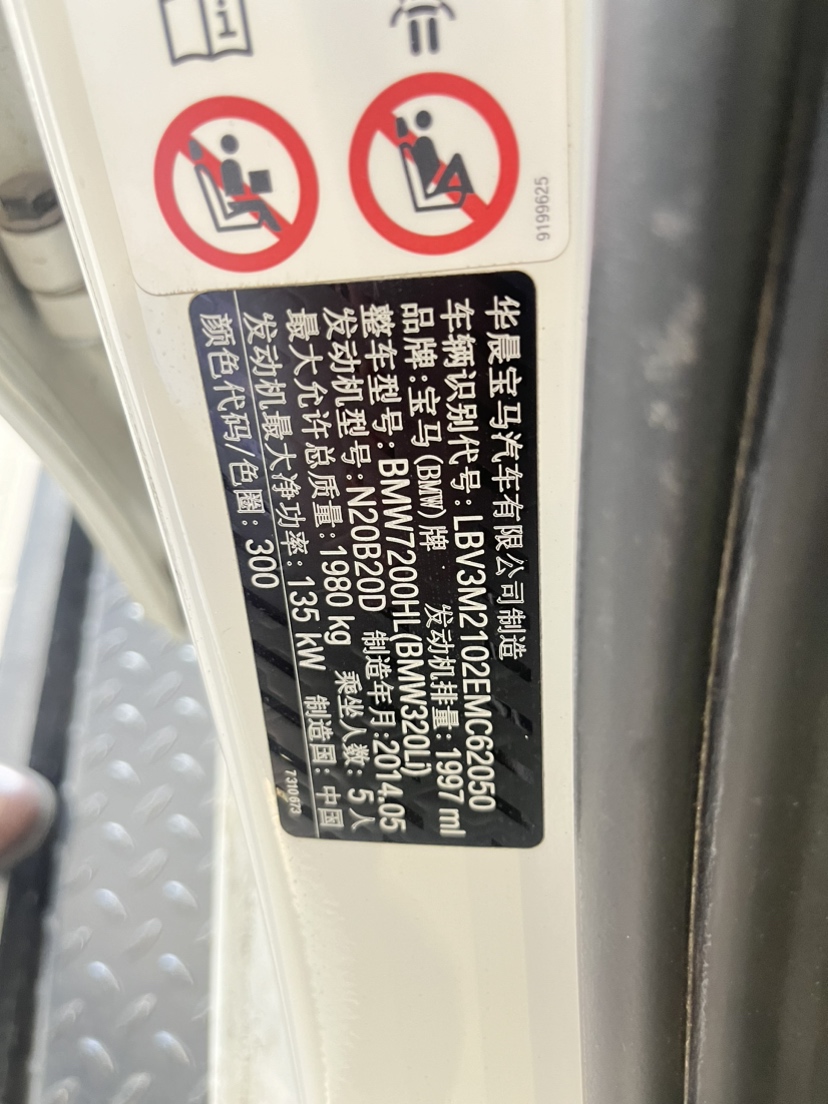 9199625
华晨宝马汽车有限公司制造
车辆识别代号: LBV3M2102EMC62050
品牌:宝马(BMW)牌 发动机排量: 1997 ml
整车型号: BMW7200HL(BMW320Li)
发动机型号: N20B20D 制造年月:2014.05
最大允许总质量: 1980 kg 乘坐人数: 5 人
发动机最大净功率: 135 kW 制造国: 中国
颜色代码/色圈: 300
7310673